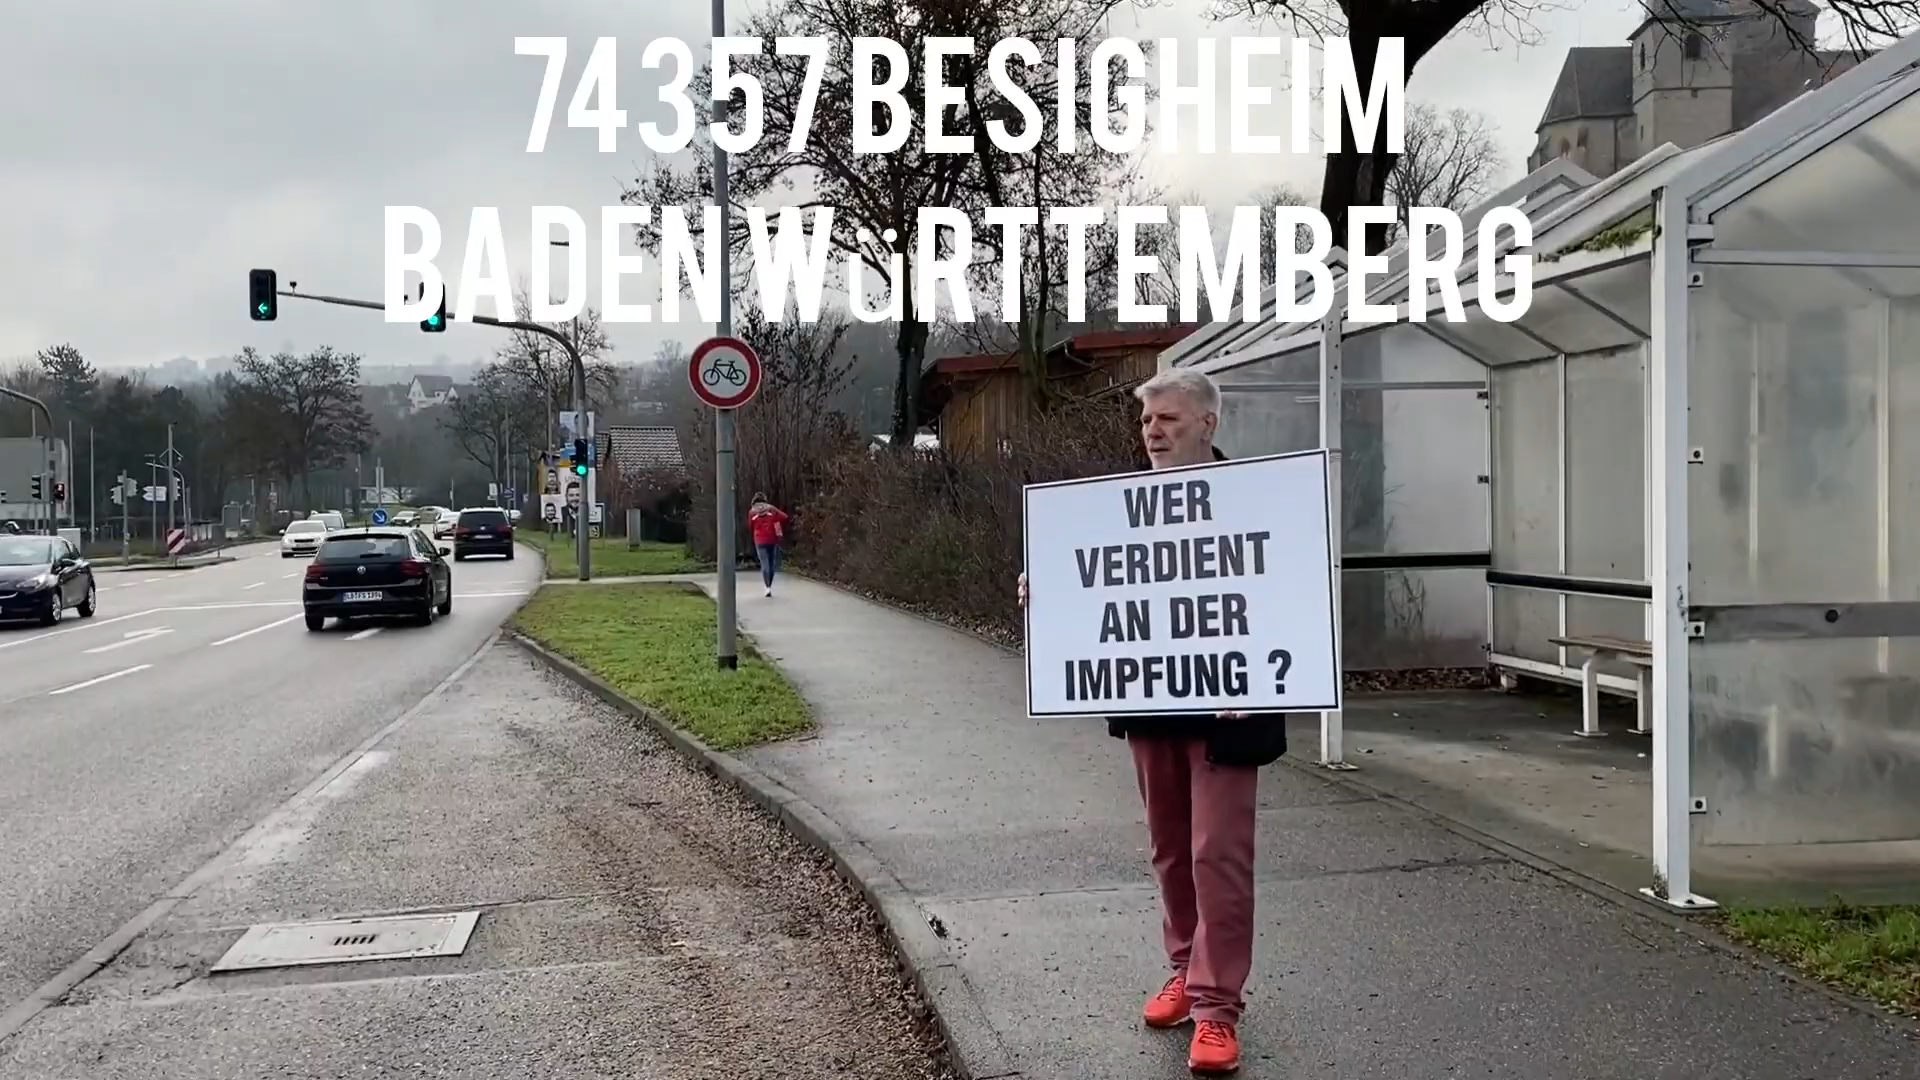 74357 BESIGHEIM
BADEN WüRTTEMBERG
WER
VERDIENT
AN DER
IMPFUNG ?